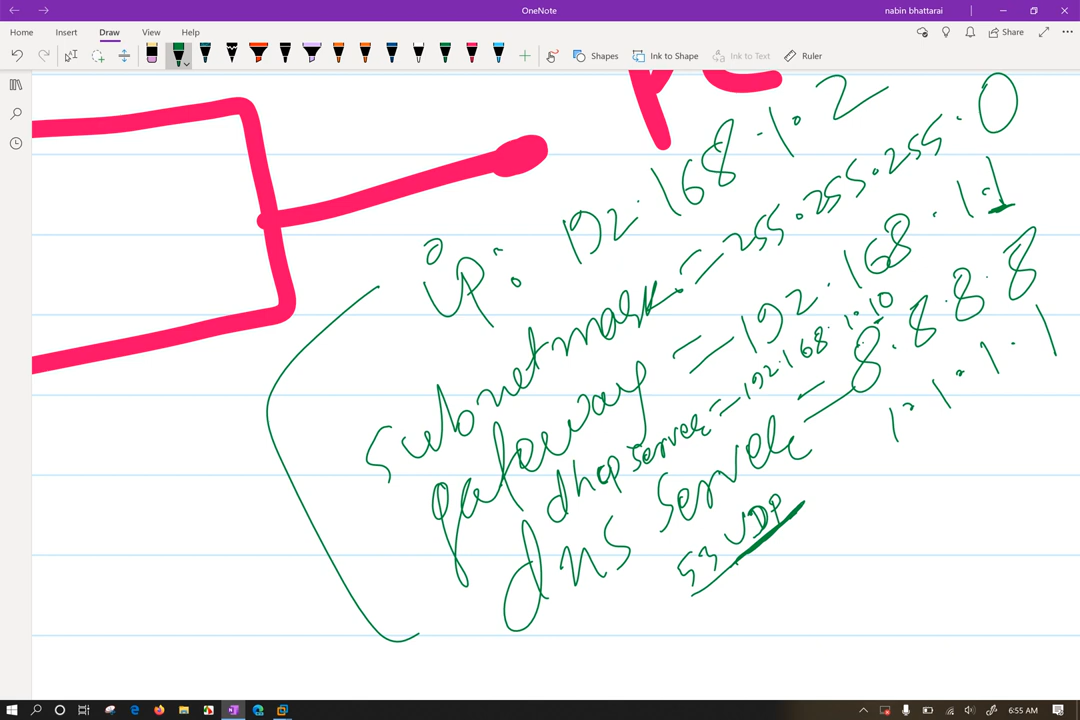 OneNote
nabin bhattarai
Home Insert Draw View Help
Share
Shapes Ink to Shape Ink to Text Ruler
PC
ip: 192.168.1.2
subnetmask = 255.255.255.0
gateway = 192.168.1.1
dhcp server = 192.168.1.10
dns server = 8.8.8.8
1.1.1.1
53 UDP
6:55 AM